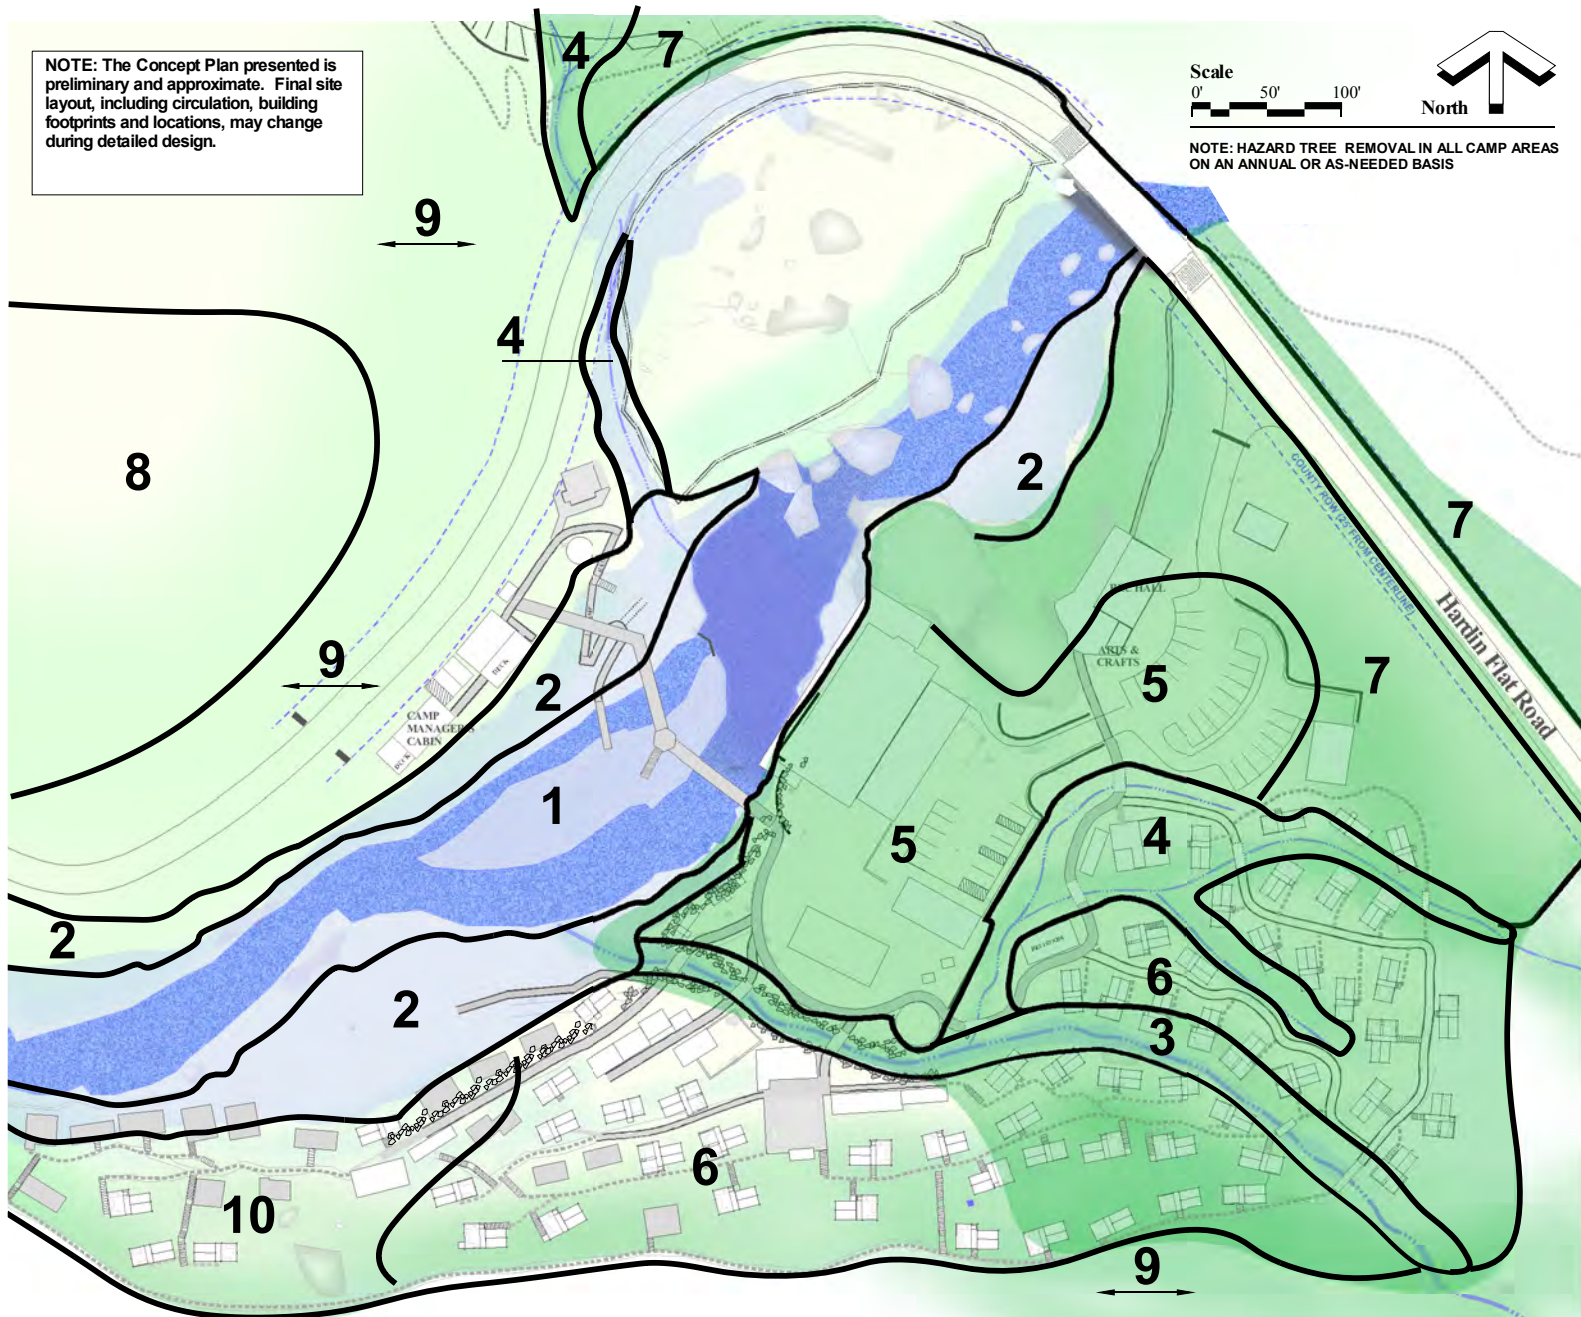 NOTE: The Concept Plan presented is
preliminary and approximate. Final site
layout, including circulation, building
footprints and locations, may change
during detailed design.
4
7
Scale
0' 50' 100'
North
NOTE: HAZARD TREE REMOVAL IN ALL CAMP AREAS
ON AN ANNUAL OR AS-NEEDED BASIS
9
4
8
2
COUNTY ROW (25' FROM CENTERLINE)
7
Hardin Flat Road
REC HALL
ARTS &
CRAFTS
9
DECK
2
5
7
CAMP
MANAGER'S
CABIN
DECK
1
5
4
2
2
6
3
6
10
9